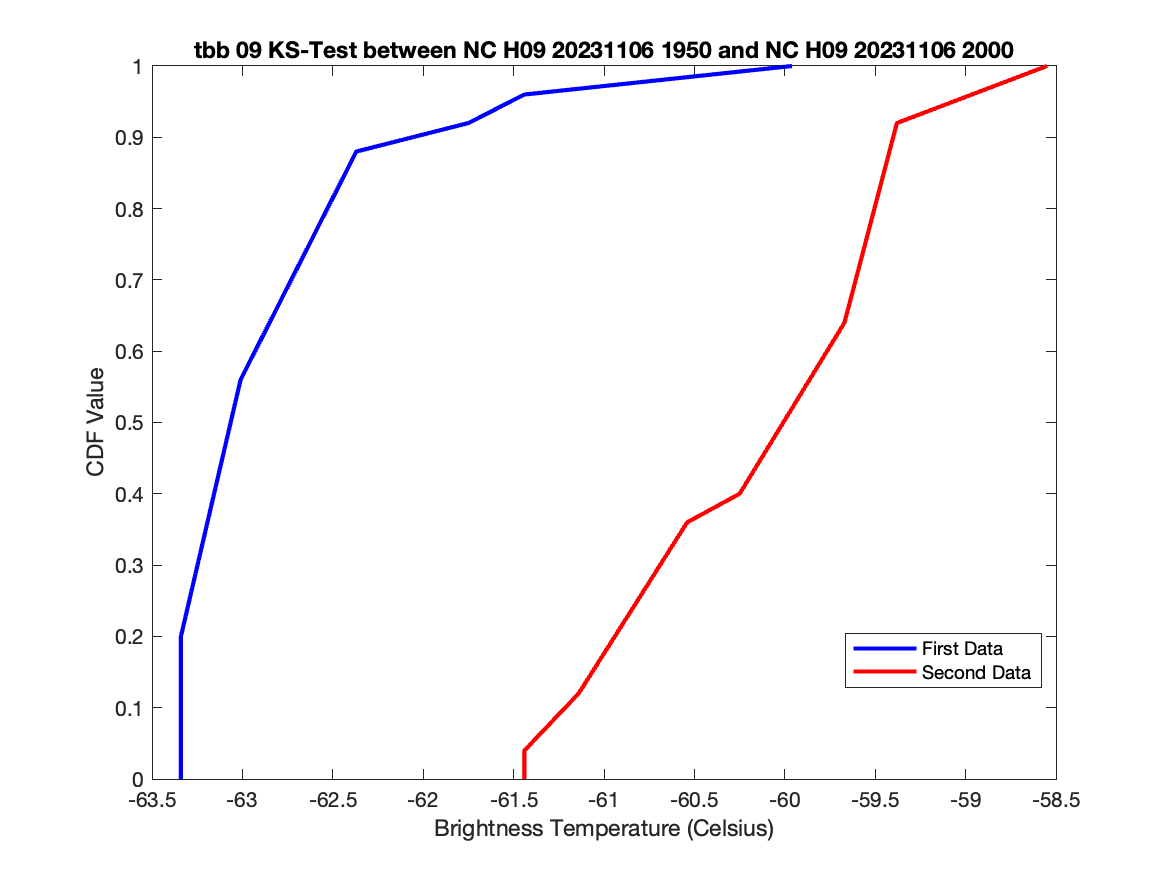 tbb 09 KS-Test between NC H09 20231106 1950 and NC H09 20231106 2000
1
0.9
0.8
0.7
0.6
0.5
0.4
0.3
0.2
0.1
0
CDF Value
First Data
Second Data
-63.5 -63 -62.5 -62 -61.5 -61 -60.5 -60 -59.5 -59 -58.5
Brightness Temperature (Celsius)